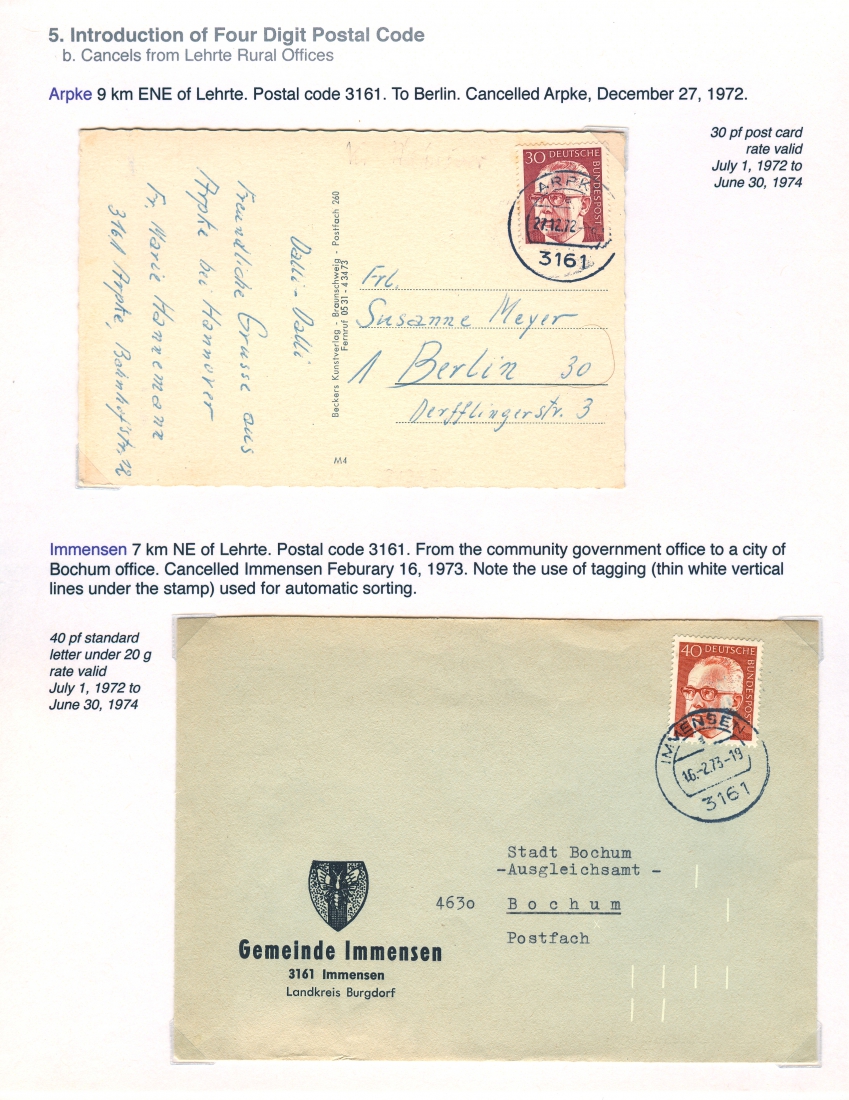 5. Introduction of Four Digit Postal Code
b. Cancels from Lehrte Rural Offices
Arpke 9 km ENE of Lehrte. Postal code 3161. To Berlin. Cancelled Arpke, December 27, 1972.
30 pf post card
rate valid
July 1, 1972 to
June 30, 1974
30 DEUTSCHE
BUNDESPOST
ARPKE
27.12.72
3161
Dalli-Dalli
Freundliche Grüsse aus
Arpke bei Hannover
Fr. Marie Hannemann
3161 Arpke, Bahnhofstr. 12
Beckers Kunstverlag - Braunschweig - Postfach 260
Fernruf 0531-43473
M4
Frl.
Susanne Meyer
1 Berlin 30
Derfflingerstr. 3
Immensen 7 km NE of Lehrte. Postal code 3161. From the community government office to a city of
Bochum office. Cancelled Immensen Feburary 16, 1973. Note the use of tagging (thin white vertical
lines under the stamp) used for automatic sorting.
40 pf standard
letter under 20 g
rate valid
July 1, 1972 to
June 30, 1974
40 DEUTSCHE
BUNDESPOST
IMMENSEN
16.-2.73-19
3161
Stadt Bochum
-Ausgleichsamt -
4630 Bochum
Postfach
Gemeinde Immensen
3161 Immensen
Landkreis Burgdorf